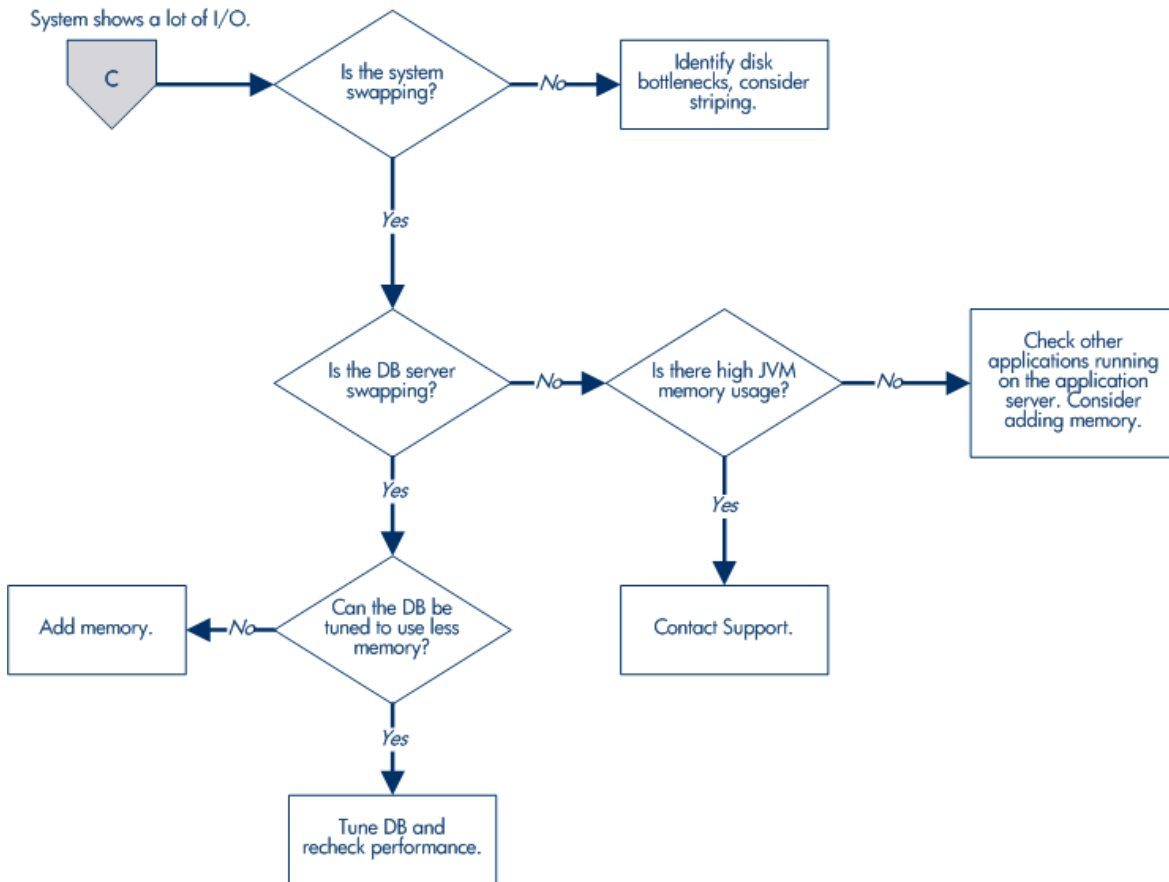 System shows a lot of I/O.
C
Is the system
swapping?
No
Identify disk
bottlenecks, consider
striping.
Yes
Is the DB server
swapping?
No
Is there high JVM
memory usage?
No
Check other
applications running
on the application
server. Consider
adding memory.
Yes
Yes
Add memory.
No
Can the DB be
tuned to use less
memory?
Contact Support.
Yes
Tune DB and
recheck performance.